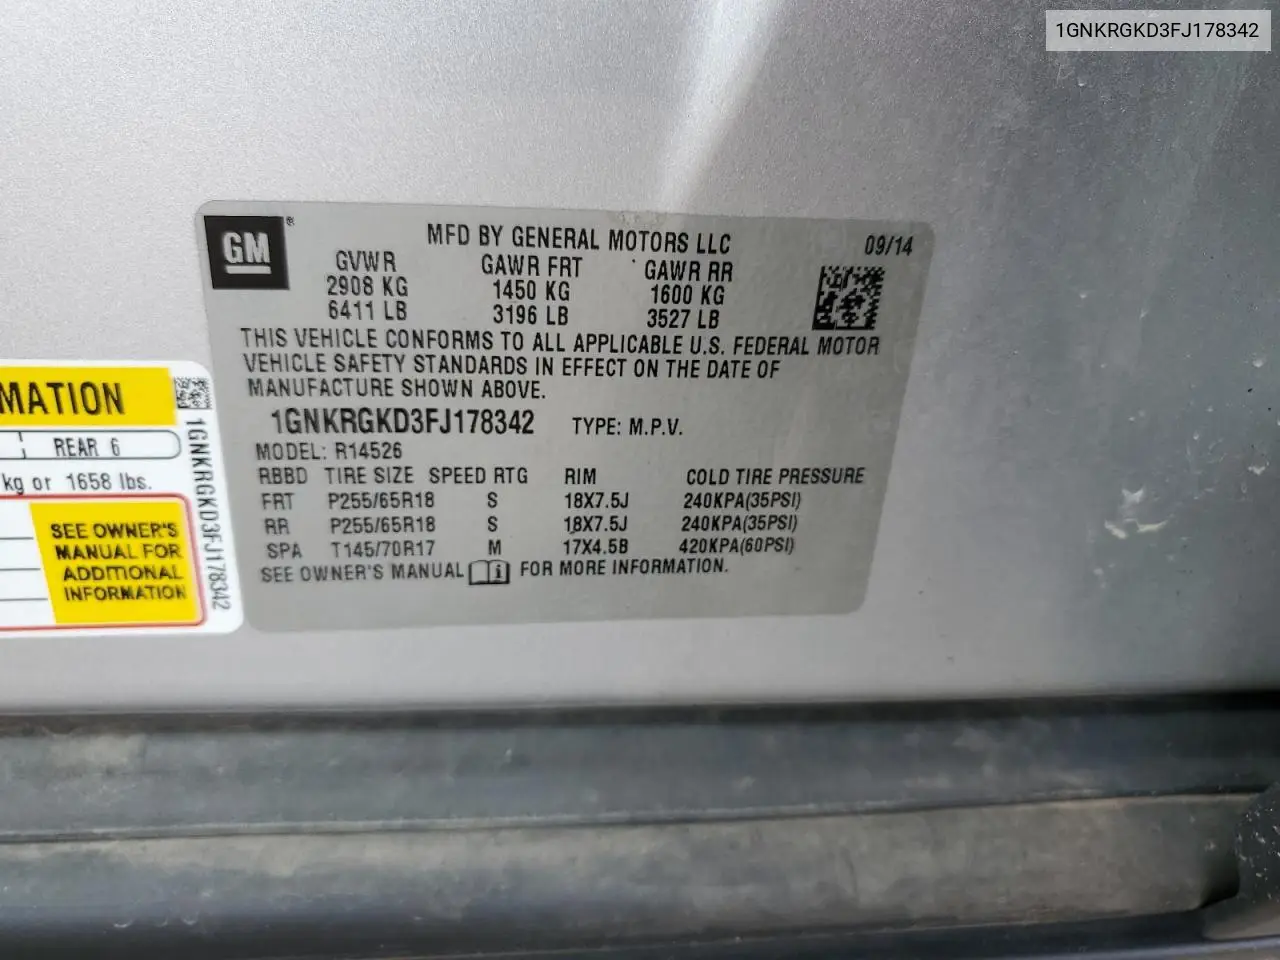 1GNKRGKD3FJ178342
GM®
MFD BY GENERAL MOTORS LLC 09/14
GVWR GAWR FRT GAWR RR
2908 KG 1450 KG 1600 KG
6411 LB 3196 LB 3527 LB
THIS VEHICLE CONFORMS TO ALL APPLICABLE U.S. FEDERAL MOTOR
VEHICLE SAFETY STANDARDS IN EFFECT ON THE DATE OF
MANUFACTURE SHOWN ABOVE.
1GNKRGKD3FJ178342 TYPE: M.P.V.
MODEL: R14526
RBBD TIRE SIZE SPEED RTG RIM COLD TIRE PRESSURE
FRT P255/65R18 S 18X7.5J 240KPA(35PSI)
RR P255/65R18 S 18X7.5J 240KPA(35PSI)
SPA T145/70R17 M 17X4.5B 420KPA(60PSI)
SEE OWNER'S MANUAL i FOR MORE INFORMATION.
MATION
REAR 6
kg or 1658 lbs.
SEE OWNER'S
MANUAL FOR
ADDITIONAL
INFORMATION
1GNKRGKD3FJ178342